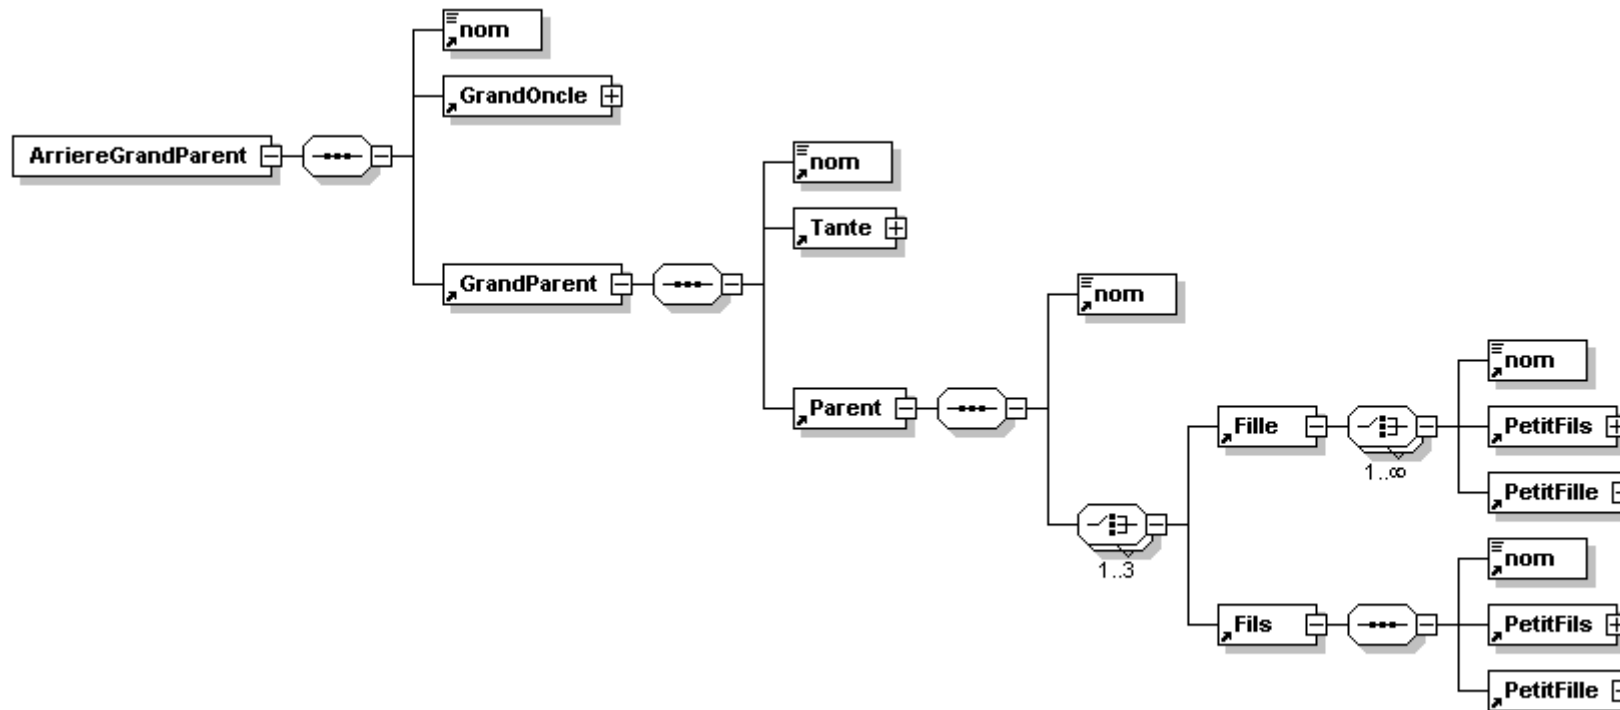 nom
GrandOncle
ArriereGrandParent
nom
Tante
GrandParent
nom
nom
Parent
Fille
PetitFils
1..∞
PetitFille
1..3
nom
Fils
PetitFils
PetitFille